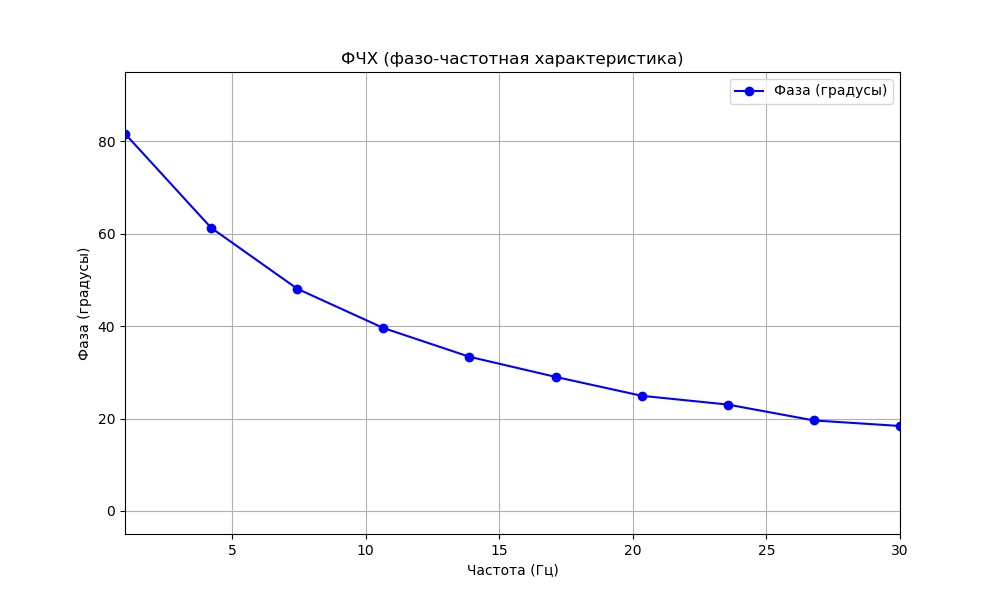 ФЧХ (фазо-частотная характеристика)
Фаза (градусы)
Фаза (градусы)
80
60
40
20
0
5 10 15 20 25 30
Частота (Гц)